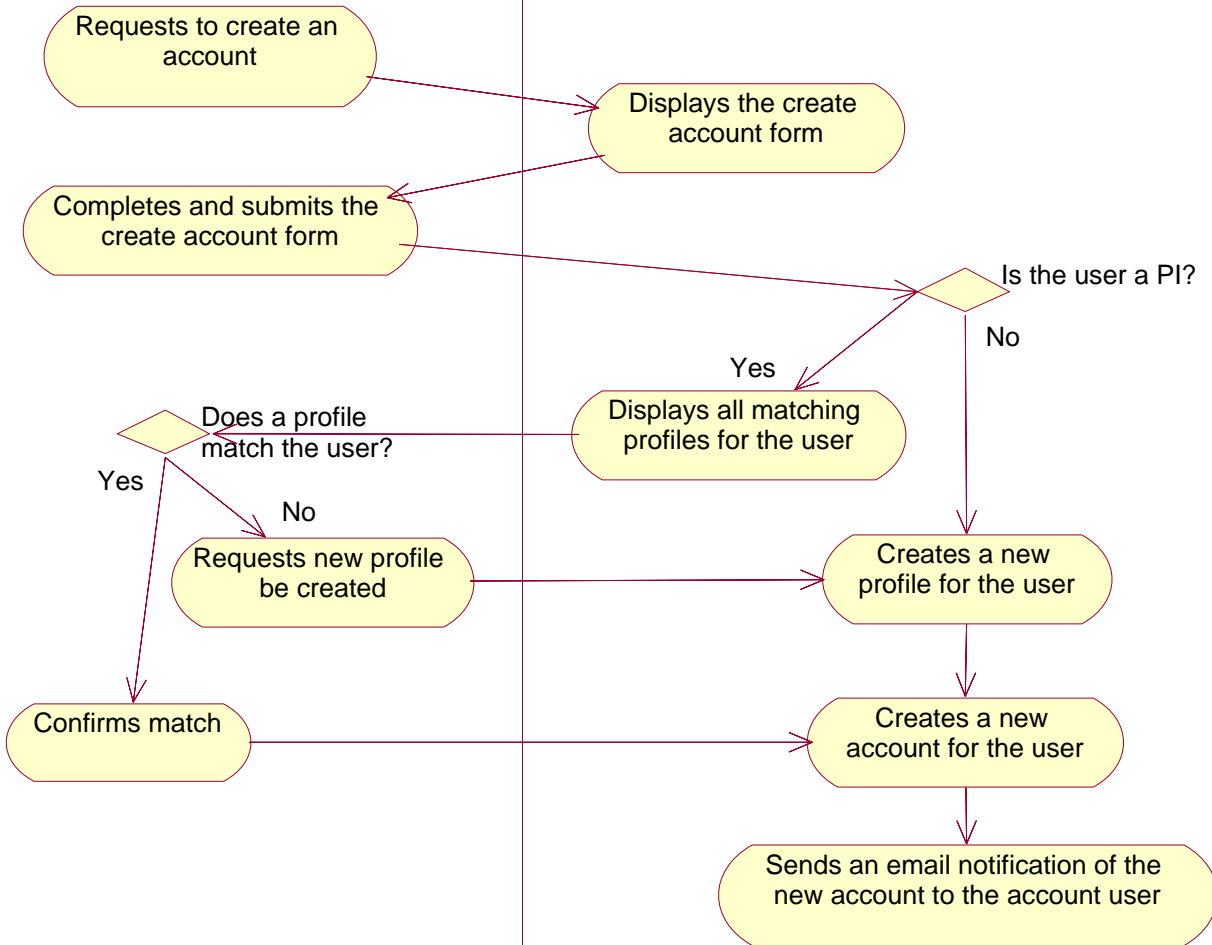 Requests to create an
account
Displays the create
account form
Completes and submits the
create account form
Is the user a PI?
No
Yes
Displays all matching
profiles for the user
Does a profile
match the user?
Yes
No
Requests new profile
be created
Creates a new
profile for the user
Confirms match
Creates a new
account for the user
Sends an email notification of the
new account to the account user